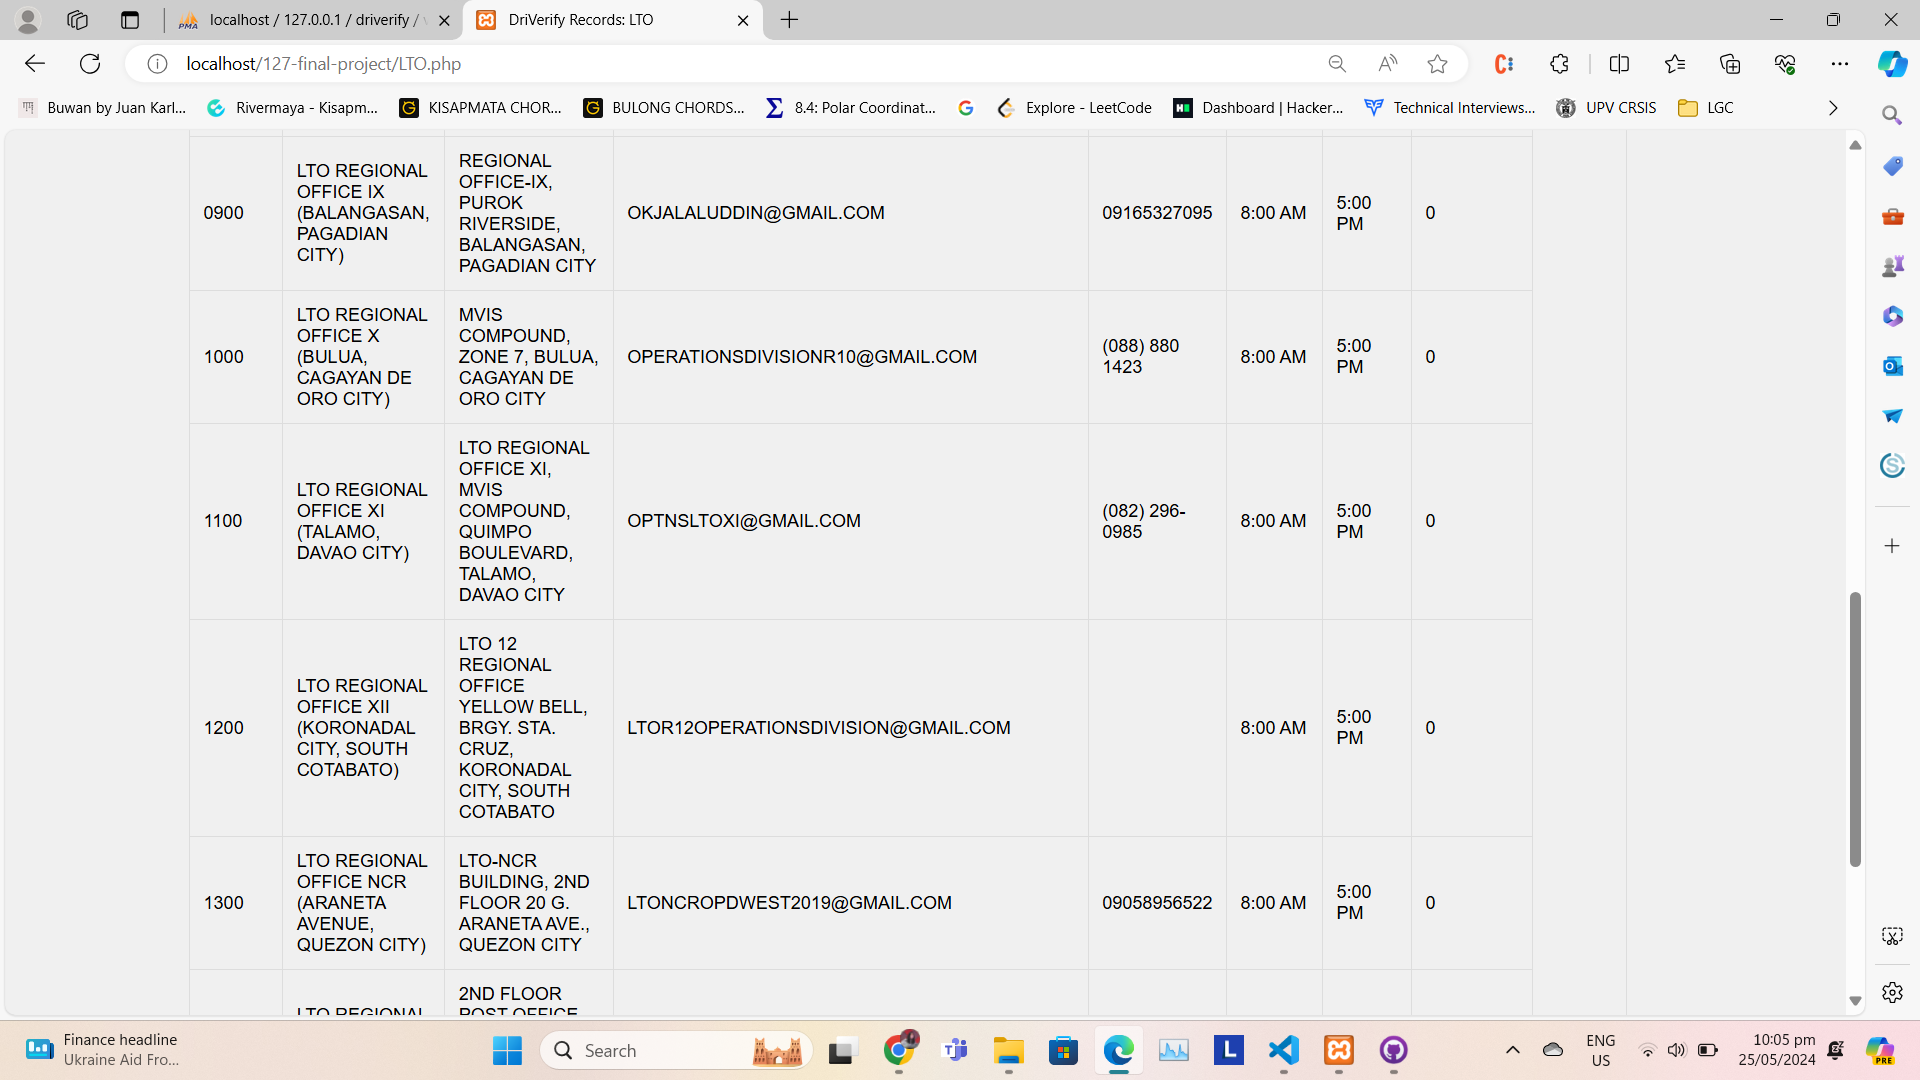 localhost / 127.0.0.1 / driverify /
DriVerify Records: LTO
localhost/127-final-project/LTO.php
Buwan by Juan Karl...
Rivermaya - Kisapm...
KISAPMATA CHOR...
BULONG CHORDS...
8.4: Polar Coordinat...
Explore - LeetCode
Dashboard | Hacker...
Technical Interviews...
UPV CRSIS
LGC
0900
LTO REGIONAL
OFFICE IX
(BALANGASAN,
PAGADIAN
CITY)
REGIONAL
OFFICE-IX,
PUROK
RIVERSIDE,
BALANGASAN,
PAGADIAN CITY
OKJALALUDDIN@GMAIL.COM
09165327095
8:00 AM
5:00
PM
0
1000
LTO REGIONAL
OFFICE X
(BULUA,
CAGAYAN DE
ORO CITY)
MVIS
COMPOUND,
ZONE 7, BULUA,
CAGAYAN DE
ORO CITY
OPERATIONSDIVISIONR10@GMAIL.COM
(088) 880
1423
8:00 AM
5:00
PM
0
1100
LTO REGIONAL
OFFICE XI
(TALAMO,
DAVAO CITY)
LTO REGIONAL
OFFICE XI,
MVIS
COMPOUND,
QUIMPO
BOULEVARD,
TALAMO,
DAVAO CITY
OPTNSLTOXI@GMAIL.COM
(082) 296-
0985
8:00 AM
5:00
PM
0
1200
LTO REGIONAL
OFFICE XII
(KORONADAL
CITY, SOUTH
COTABATO)
LTO 12
REGIONAL
OFFICE
YELLOW BELL,
BRGY. STA.
CRUZ,
KORONADAL
CITY, SOUTH
COTABATO
LTOR12OPERATIONSDIVISION@GMAIL.COM
8:00 AM
5:00
PM
0
1300
LTO REGIONAL
OFFICE NCR
(ARANETA
AVENUE,
QUEZON CITY)
LTO-NCR
BUILDING, 2ND
FLOOR 20 G.
ARANETA AVE.,
QUEZON CITY
LTONCROPDWEST2019@GMAIL.COM
09058956522
8:00 AM
5:00
PM
0
LTO REGIONAL
2ND FLOOR
POST OFFICE
Finance headline
Ukraine Aid Fro...
Search
ENG
US
10:05 pm
25/05/2024
PRE